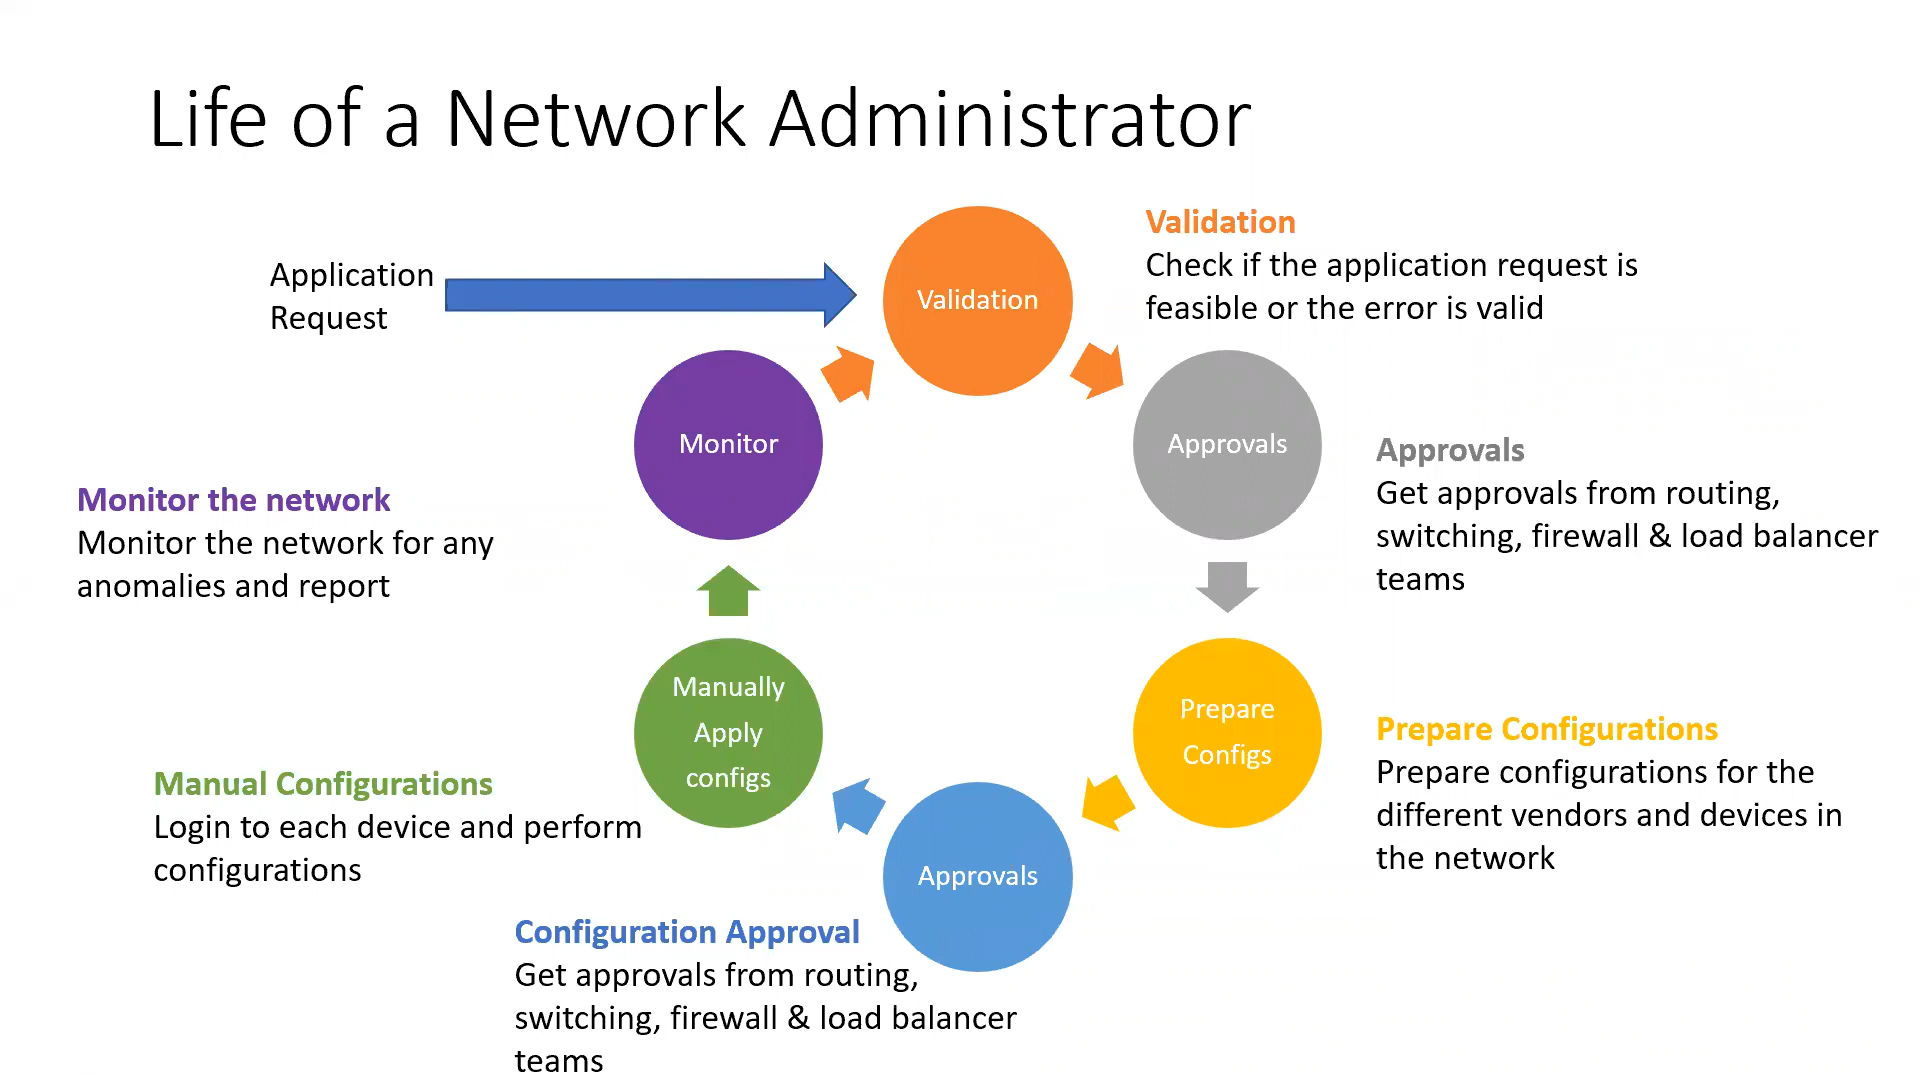 Life of a Network Administrator
Application
Request
Validation
Validation
Check if the application request is
feasible or the error is valid
Monitor
Approvals
Approvals
Get approvals from routing,
switching, firewall & load balancer
teams
Monitor the network
Monitor the network for any
anomalies and report
Manually
Apply
configs
Prepare
Configs
Prepare Configurations
Prepare configurations for the
different vendors and devices in
the network
Manual Configurations
Login to each device and perform
configurations
Approvals
Configuration Approval
Get approvals from routing,
switching, firewall & load balancer
teams